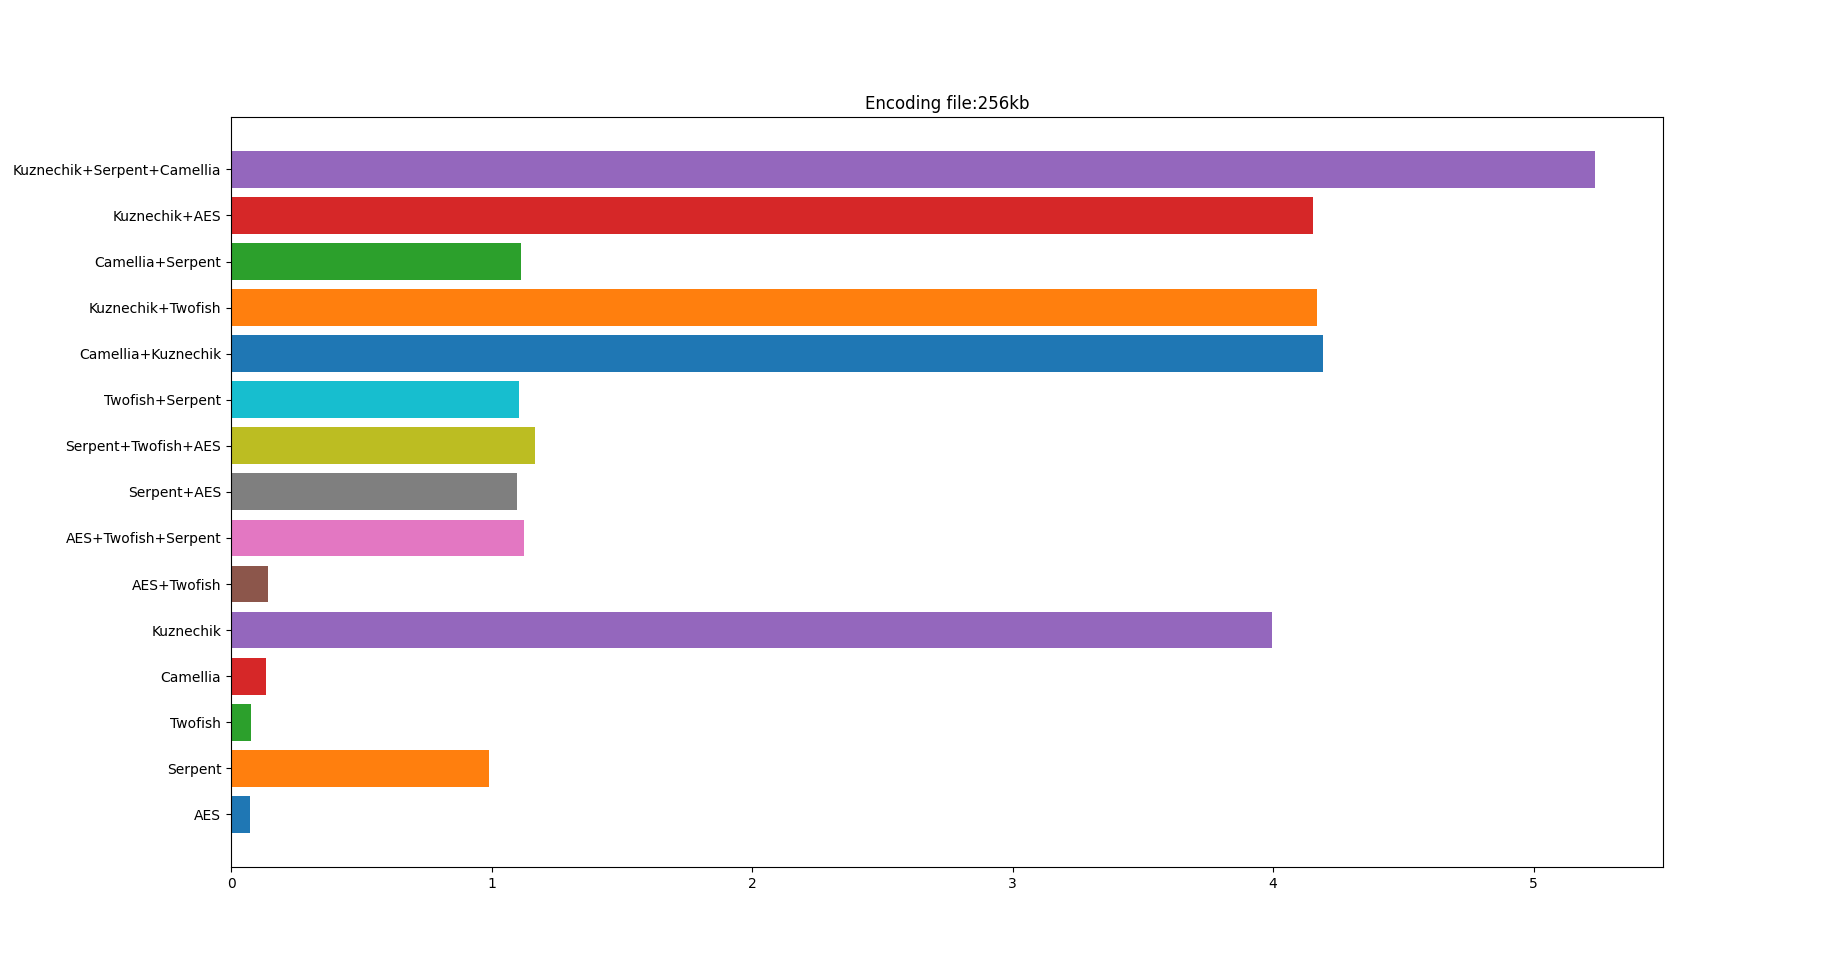 Encoding file:256kb
Kuznechik+Serpent+Camellia
Kuznechik+AES
Camellia+Serpent
Kuznechik+Twofish
Camellia+Kuznechik
Twofish+Serpent
Serpent+Twofish+AES
Serpent+AES
AES+Twofish+Serpent
AES+Twofish
Kuznechik
Camellia
Twofish
Serpent
AES
0 1 2 3 4 5